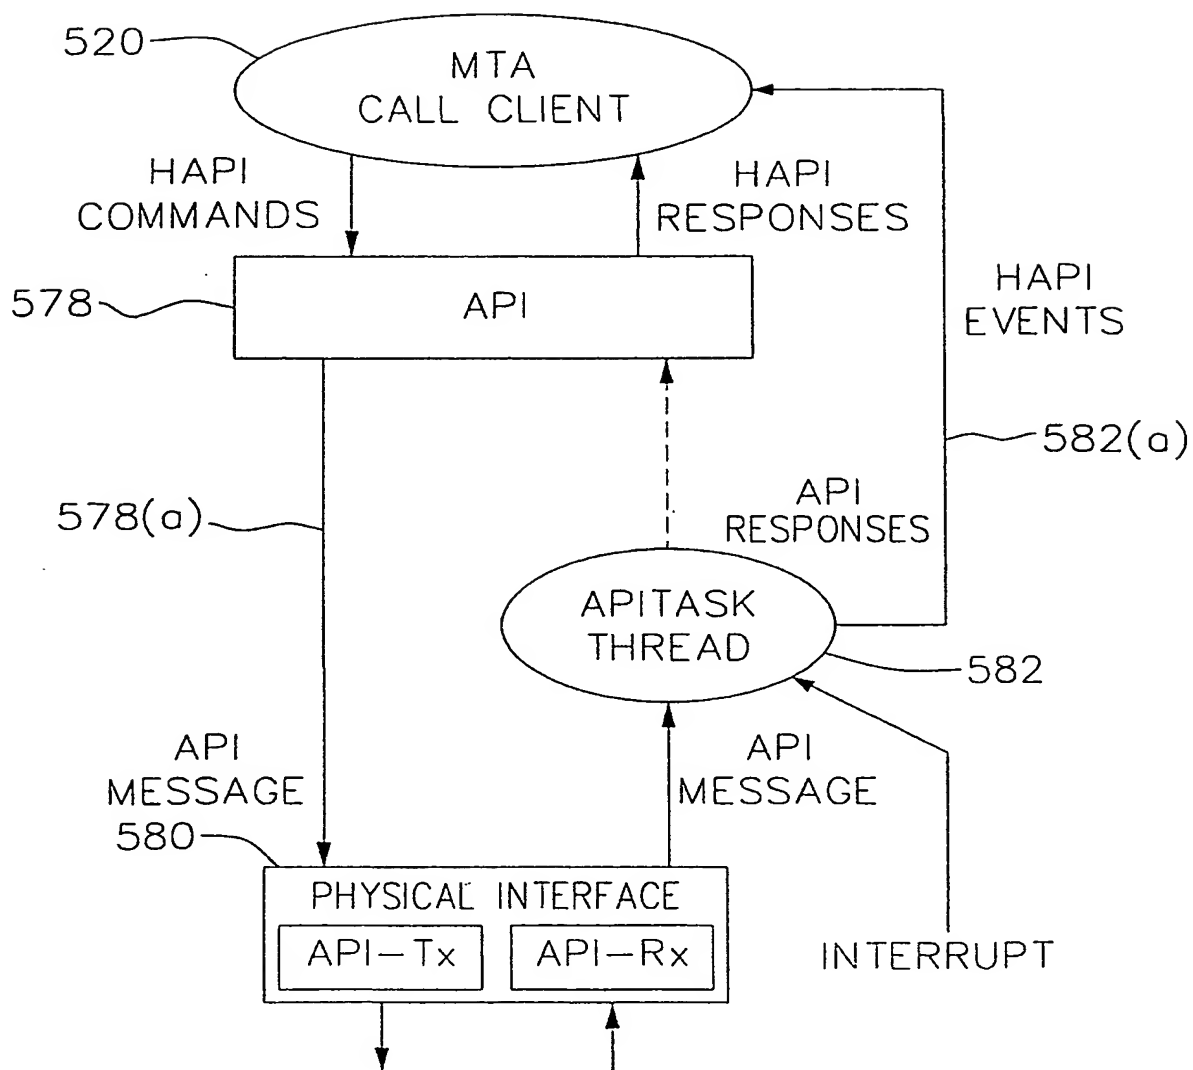 520
MTA
CALL CLIENT
HAPI
COMMANDS
HAPI
RESPONSES
578
API
HAPI
EVENTS
582(a)
578(a)
API
RESPONSES
APITASK
THREAD
582
API
MESSAGE
API
MESSAGE
580
PHYSICAL INTERFACE
API-Tx
API-Rx
INTERRUPT